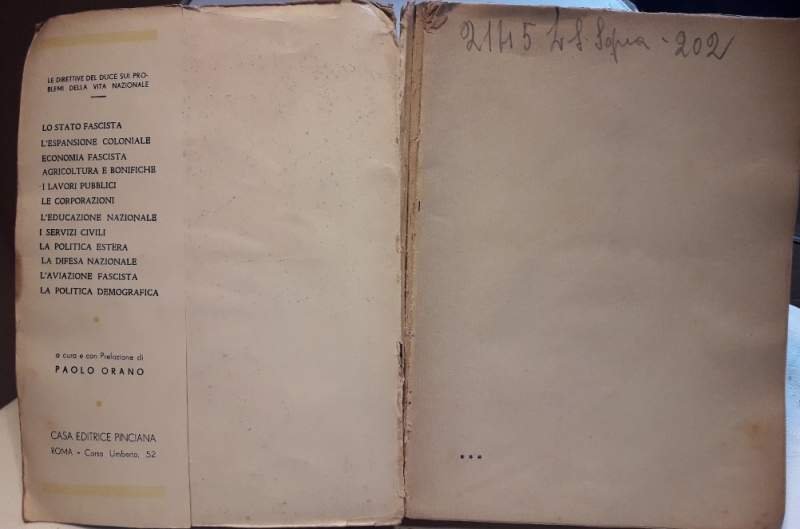 LE DIRETTIVE DEL DUCE SUI PRO-
BLEMI DELLA VITA NAZIONALE
LO STATO FASCISTA
L'ESPANSIONE COLONIALE
ECONOMIA FASCISTA
AGRICOLTURA E BONIFICHE
I LAVORI PUBBLICI
LE CORPORAZIONI
L'EDUCAZIONE NAZIONALE
I SERVIZI CIVILI
LA POLITICA ESTERA
LA DIFESA NAZIONALE
L'AVIAZIONE FASCISTA
LA POLITICA DEMOGRAFICA
a cura e con Prefazione di
PAOLO ORANO
CASA EDITRICE PINCIANA
ROMA - Corso Umberto, 52
202